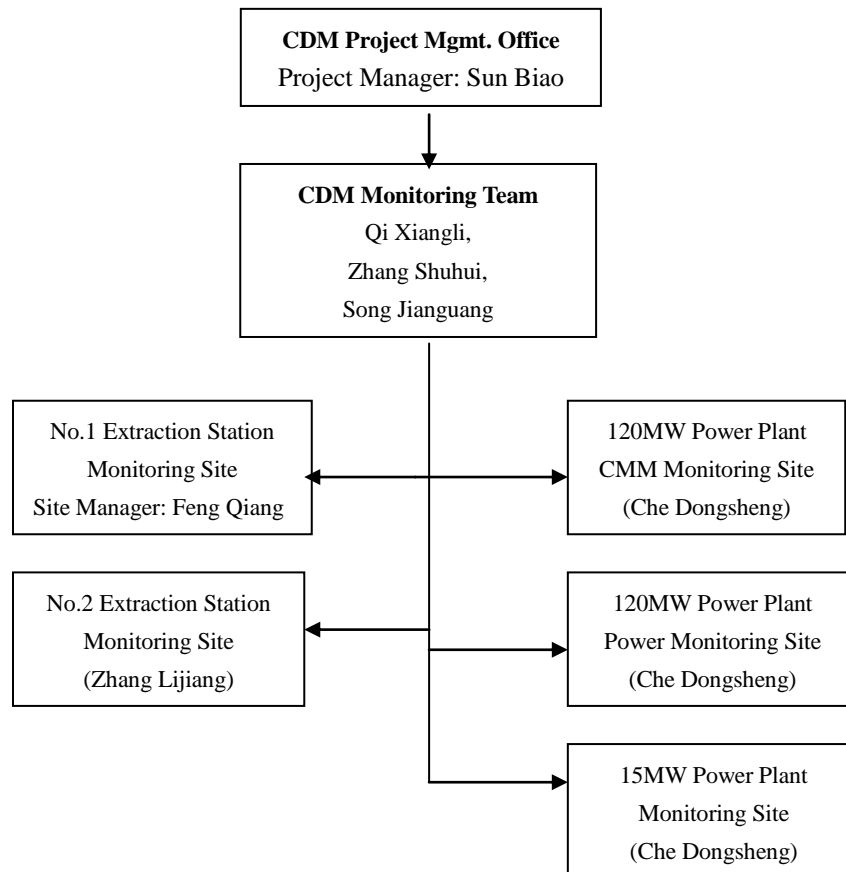 CDM Project Mgmt. Office
Project Manager: Sun Biao
CDM Monitoring Team
Qi Xiangli,
Zhang Shuhui,
Song Jianguang
No.1 Extraction Station
Monitoring Site
Site Manager: Feng Qiang
120MW Power Plant
CMM Monitoring Site
(Che Dongsheng)
No.2 Extraction Station
Monitoring Site
(Zhang Lijiang)
120MW Power Plant
Power Monitoring Site
(Che Dongsheng)
15MW Power Plant
Monitoring Site
(Che Dongsheng)